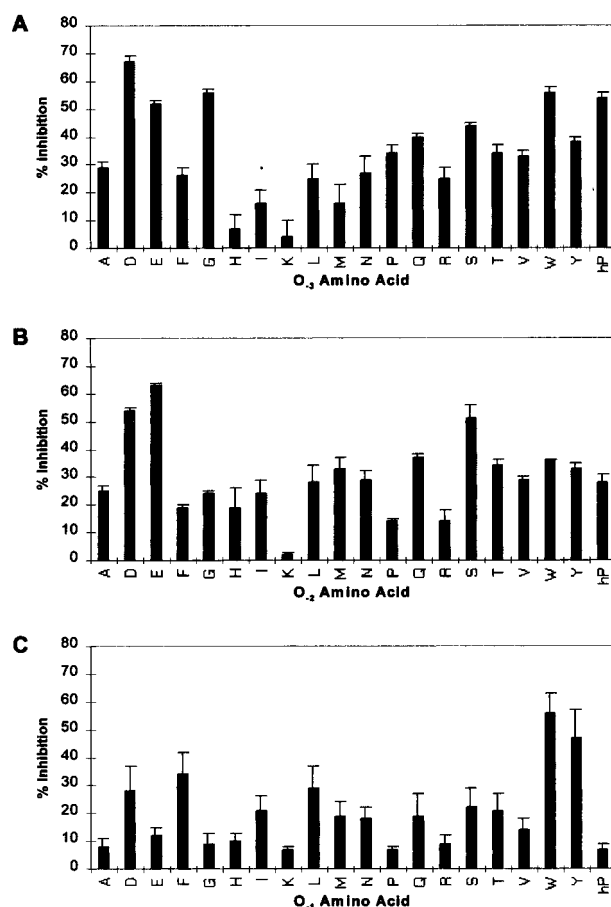 A
80
70
60
50
40
30
20
10
0
% Inhibition
A D E F G H I K L M N P Q R S T V W Y hP
O-3 Amino Acid
B
80
70
60
50
40
30
20
10
0
% Inhibition
A D E F G H I K L M N P Q R S T V W Y hP
O-2 Amino Acid
C
80
70
60
50
40
30
20
10
0
% Inhibition
A D E F G H I K L M N P Q R S T V W Y hP
O-1 Amino Acid